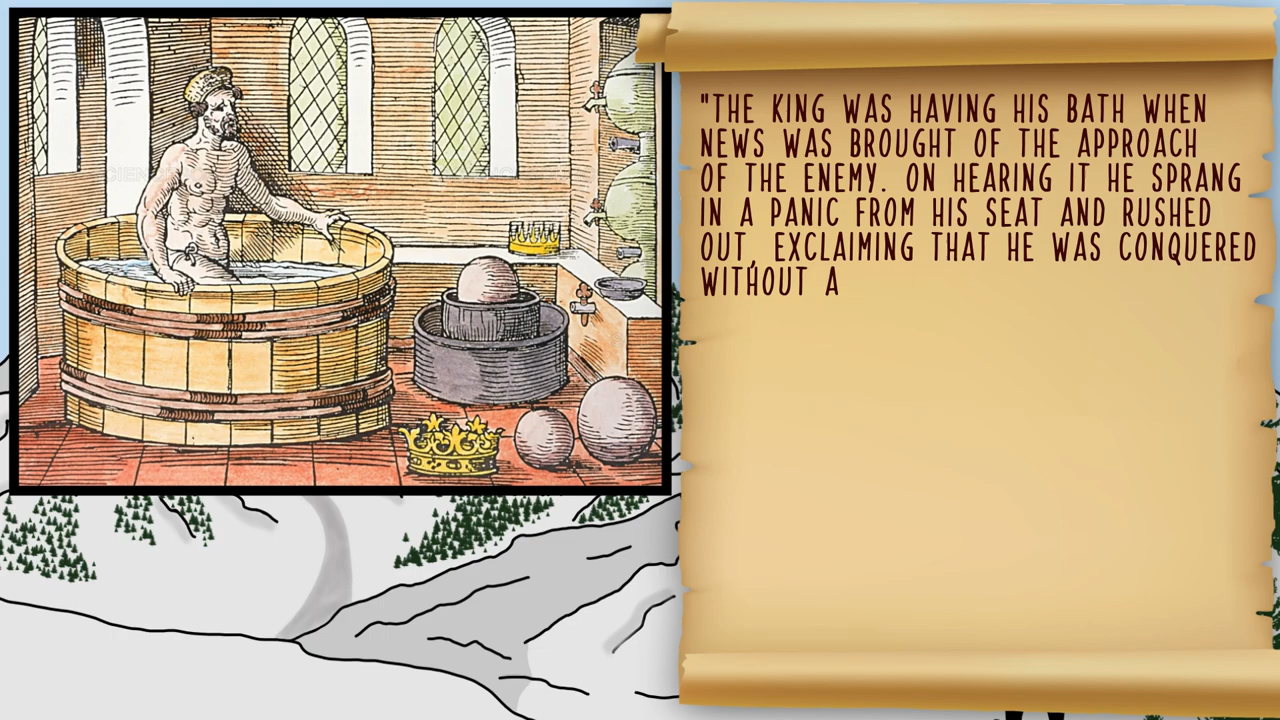 "THE KING WAS HAVING HIS BATH WHEN
NEWS WAS BROUGHT OF THE APPROACH
OF THE ENEMY. ON HEARING IT HE SPRANG
IN A PANIC FROM HIS SEAT AND RUSHED
OUT, EXCLAIMING THAT HE WAS CONQUERED
WITHOUT A